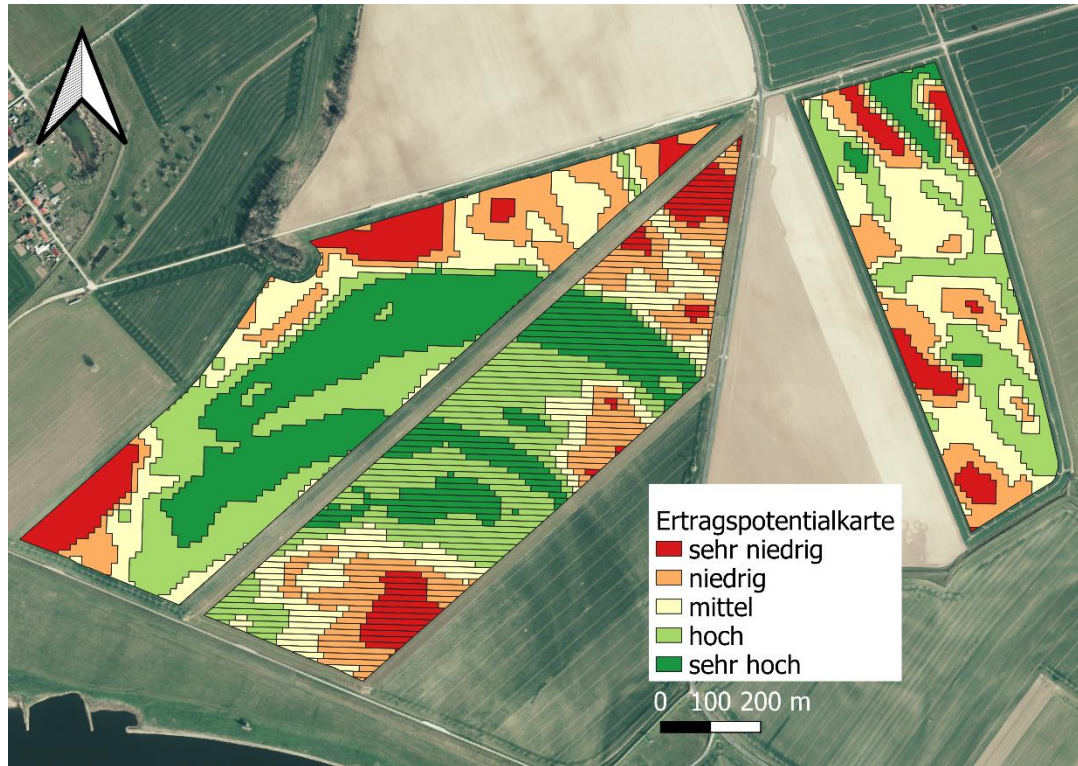 Ertragspotentialkarte
sehr niedrig
niedrig
mittel
hoch
sehr hoch
0 100 200 m